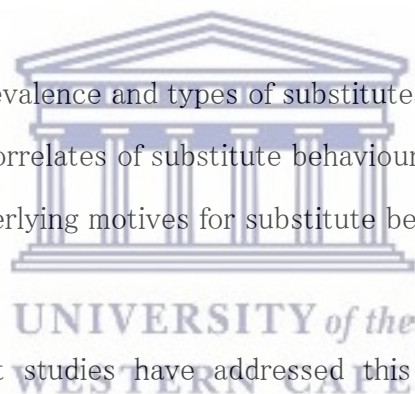 evalence and types of substitute
orrelates of substitute behaviour
erlying motives for substitute be
UNIVERSITY of the
t studies have addressed this
WESTERN CAPE